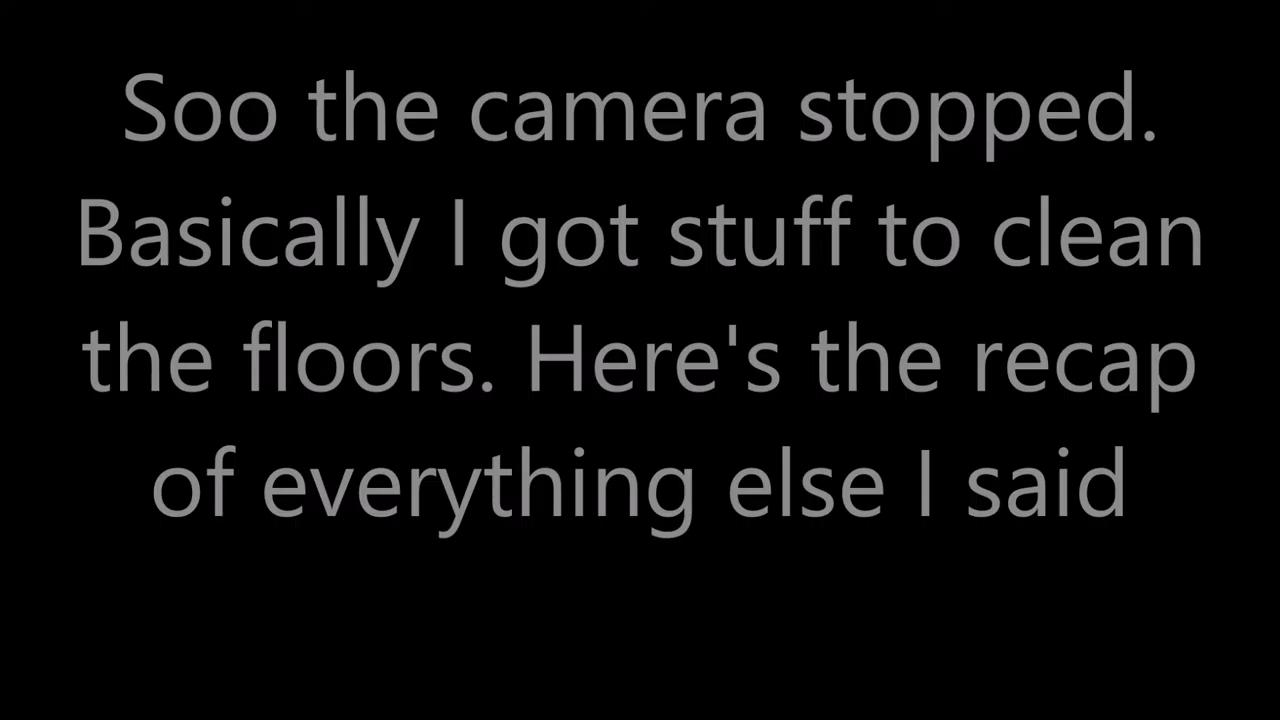 Soo the camera stopped.
Basically I got stuff to clean
the floors. Here's the recap
of everything else I said